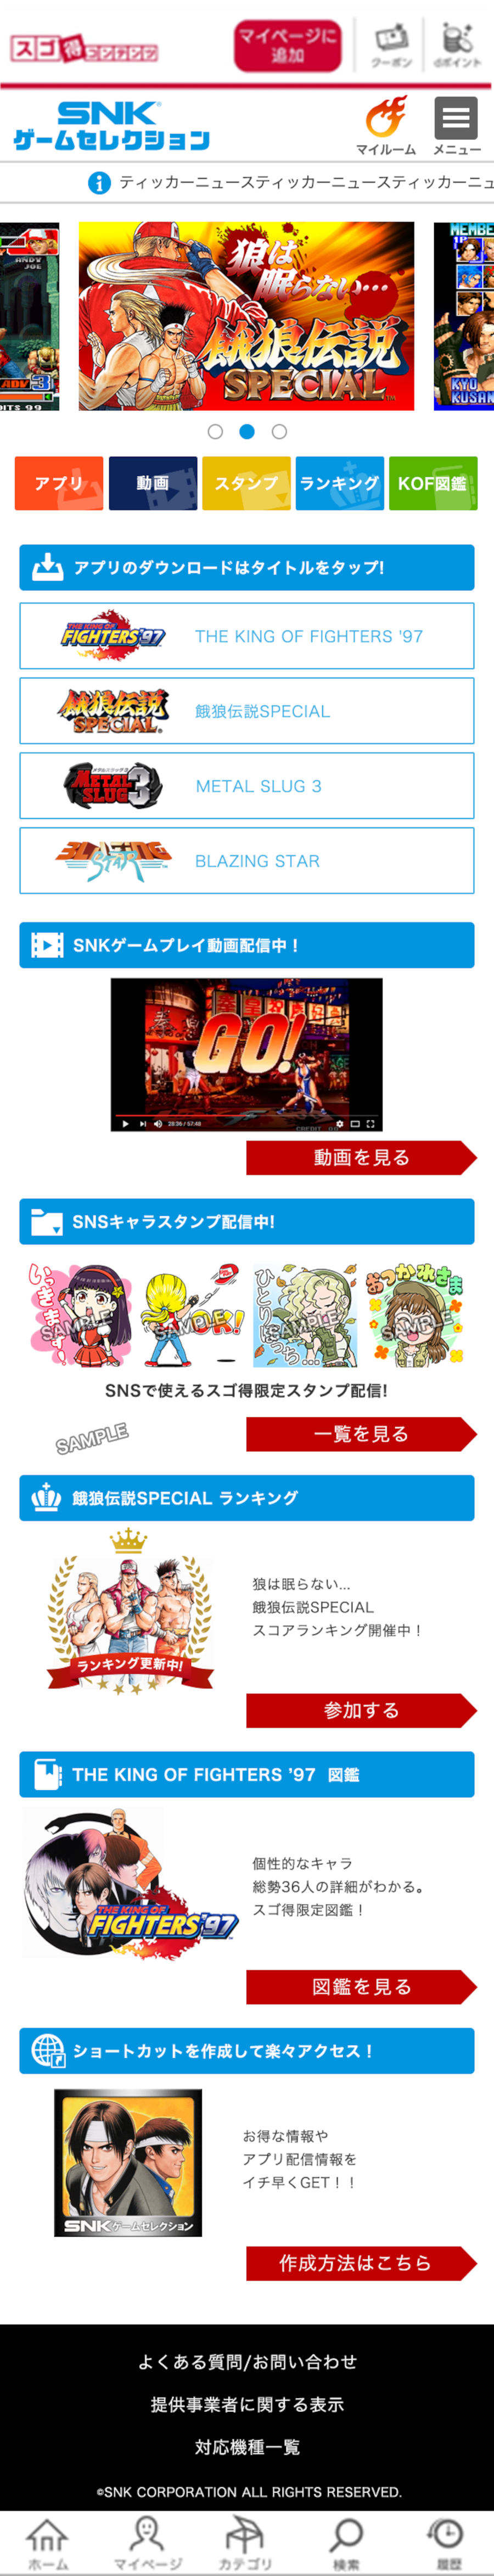 スゴ得コンテンツ
マイページに
追加
クーポン
dポイント
SNK
ゲームセレクション
マイルーム
メニュー
ティッカーニュースティッカーニュースティッカーニュ
ANDY
JOE
ADV 3
ITS 99
狼は
眠らない…
餓狼伝説
SPECIAL
MEMBE
KYO
KUSAN
アプリ
動画
スタンプ
ランキング
KOF図鑑
アプリのダウンロードはタイトルをタップ!
THE KING OF
FIGHTERS'97
THE KING OF FIGHTERS '97
餓狼伝説
SPECIAL
餓狼伝説SPECIAL
METAL
SLUG 3
METAL SLUG 3
BLAZING
STAR
BLAZING STAR
SNKゲームプレイ動画配信中！
GO!
28:36 / 57:48
CREDIT
動画を見る
SNSキャラスタンプ配信中!
いってきまーす!
SAMPLE
OK!
SAMPLE
ひとりぼっち…
SAMPLE
おつかれさま
SAMPLE
SNSで使えるスゴ得限定スタンプ配信!
SAMPLE
一覧を見る
餓狼伝説SPECIAL ランキング
ランキング更新中!
狼は眠らない...
餓狼伝説SPECIAL
スコアランキング開催中！
参加する
THE KING OF FIGHTERS '97 図鑑
THE KING OF
FIGHTERS'97
個性的なキャラ
総勢36人の詳細がわかる。
スゴ得限定図鑑！
図鑑を見る
ショートカットを作成して楽々アクセス！
SNKゲームセレクション
お得な情報や
アプリ配信情報を
イチ早くGET！！
作成方法はこちら
よくある質問/お問い合わせ
提供事業者に関する表示
対応機種一覧
©SNK CORPORATION ALL RIGHTS RESERVED.
ホーム
マイページ
カテゴリ
検索
履歴